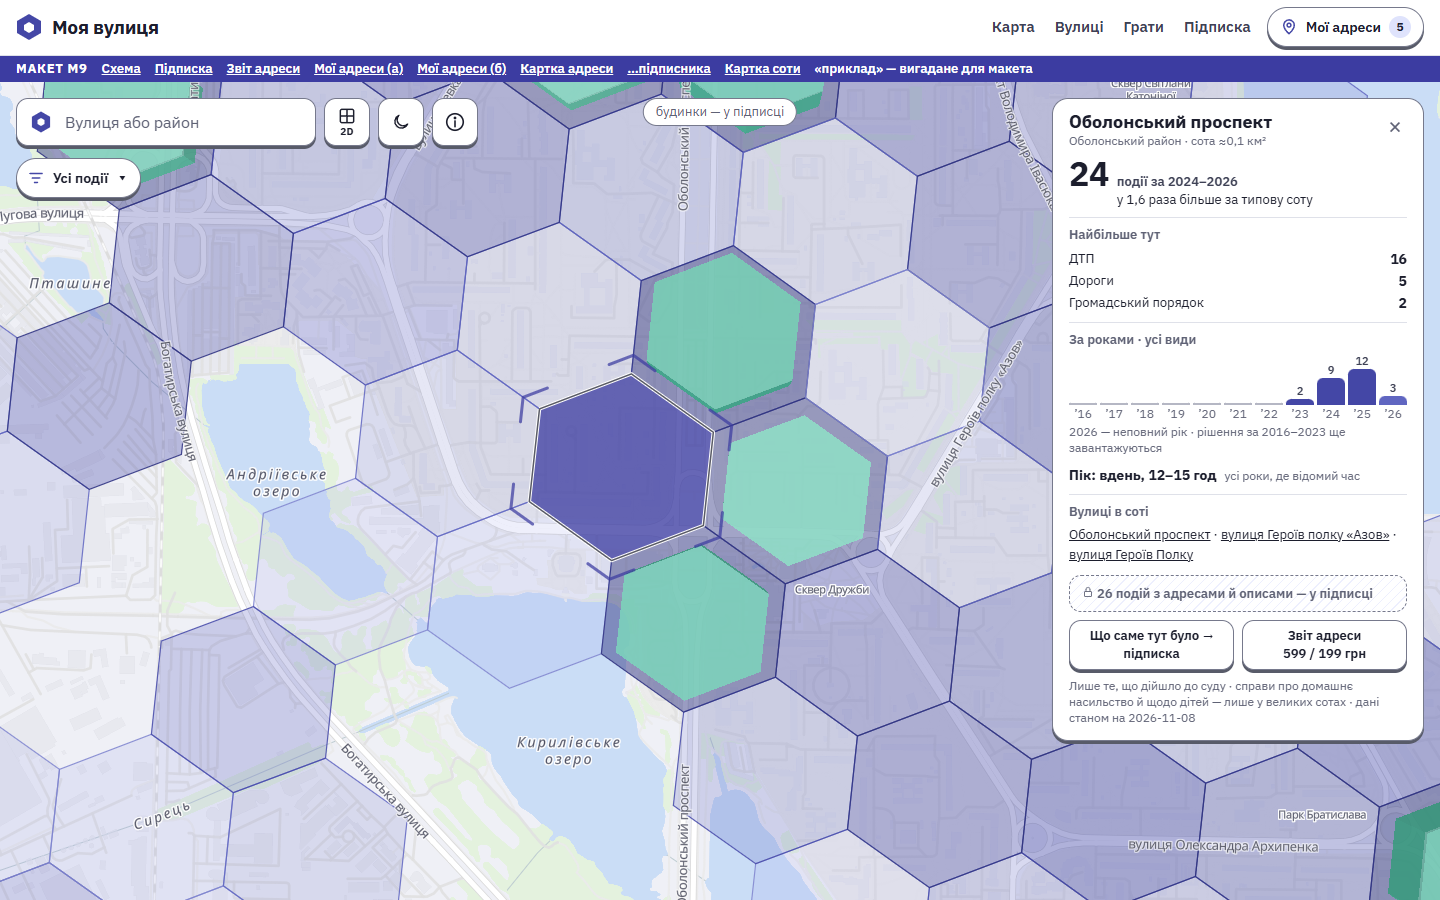 Моя вулиця
Карта Вулиці Ґрати Підписка Мої адреси 5
МАКЕТ М9 Схема Підписка Звіт адреси Мої адреси (а) Мої адреси (б) Картка адреси …підписника Картка соти «приклад» — вигадане для макета
Вулиця або район
2D
Усі події
будинки — у підписці
Оболонський
Пташине
Богатирська вулиця
Андріївське
озеро
вулиця Героїв полку «Азов»
Сквер Дружби
Кирилівське
озеро
Богатирська вулиця
Сирець
Оболонський проспект
Парк Братислава
вулиця Олександра Архипенка
Оболонський проспект
Оболонський район · сота ≈0,1 км²
24 події за 2024–2026
у 1,6 раза більше за типову соту
Найбільше тут
ДТП 16
Дороги 5
Громадський порядок 2
За роками · усі види
2 9 12 3
’16 ’17 ’18 ’19 ’20 ’21 ’22 ’23 ’24 ’25 ’26
2026 — неповний рік · рішення за 2016–2023 ще
завантажуються
Пік: вдень, 12–15 год усі роки, де відомий час
Вулиці в соті
Оболонський проспект · вулиця Героїв полку «Азов» ·
вулиця Героїв Полку
26 подій з адресами й описами — у підписці
Що саме тут було →
підписка
Звіт адреси
599 / 199 грн
Лише те, що дійшло до суду · справи про домашнє
насильство й щодо дітей — лише у великих сотах · дані
станом на 2026-11-08